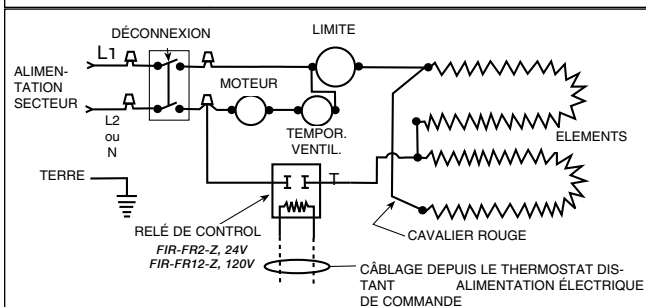 DÉCONNEXION
LIMITE
L1
ALIMEN-
TATION
SECTEUR
MOTEUR
L2
ou
N
TEMPOR.
VENTIL.
ELEMENTS
TERRE
T
RELÉ DE CONTROL
FIR-FR2-Z, 24V
FIR-FR12-Z, 120V
CAVALIER ROUGE
CÂBLAGE DEPUIS LE THERMOSTAT DIS-
TANT ALIMENTATION ÉLECTRIQUE
DE COMMANDE